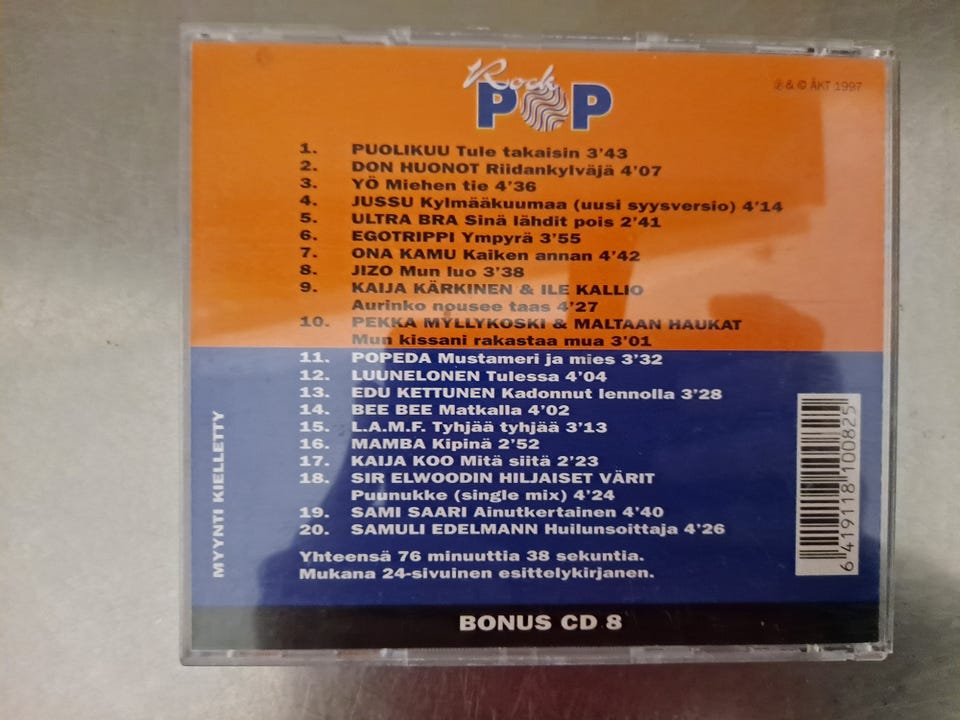 Rock
POP
℗ & © ÄKT 1997
1. PUOLIKUU Tule takaisin 3'43
2. DON HUONOT Riidankylväjä 4'07
3. YÖ Miehen tie 4'36
4. JUSSU Kylmääkuumaa (uusi syysversio) 4'14
5. ULTRA BRA Sinä lähdit pois 2'41
6. EGOTRIPPI Ympyrä 3'55
7. ONA KAMU Kaiken annan 4'42
8. JIZO Mun luo 3'38
9. KAIJA KÄRKINEN & ILE KALLIO
Aurinko nousee taas 4'27
10. PEKKA MYLLYKOSKI & MALTAAN HAUKAT
Mun kissani rakastaa mua 3'01
11. POPEDA Mustameri ja mies 3'32
12. LUUNELONEN Tulessa 4'04
13. EDU KETTUNEN Kadonnut lennolla 3'28
14. BEE BEE Matkalla 4'02
15. L.A.M.F. Tyhjää tyhjää 3'13
16. MAMBA Kipinä 2'52
17. KAIJA KOO Mitä siitä 2'23
18. SIR ELWOODIN HILJAISET VÄRIT
Puunukke (single mix) 4'24
19. SAMI SAARI Ainutkertainen 4'40
20. SAMULI EDELMANN Huilunsoittaja 4'26
Yhteensä 76 minuuttia 38 sekuntia.
Mukana 24-sivuinen esittelykirjanen.
MYYNTI KIELLETTY
6 419118 100825
BONUS CD 8